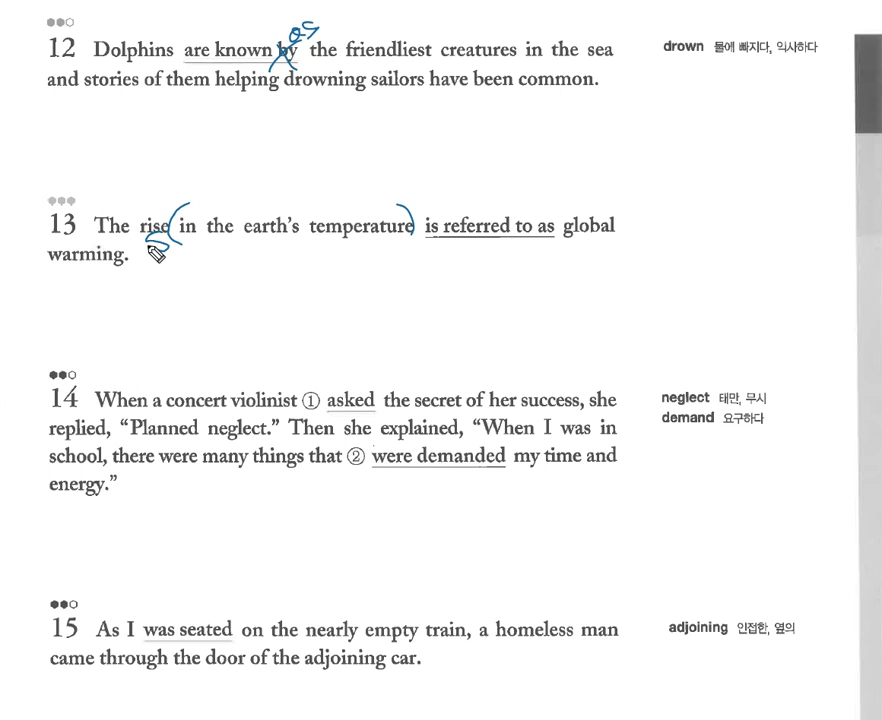 as
12 Dolphins are known by the friendliest creatures in the sea
and stories of them helping drowning sailors have been common.
drown 물에 빠지다, 익사하다
13 The rise (in the earth's temperature) is referred to as global
warming.
14 When a concert violinist ① asked the secret of her success, she
replied, “Planned neglect.” Then she explained, “When I was in
school, there were many things that ② were demanded my time and
energy.”
neglect 태만, 무시
demand 요구하다
15 As I was seated on the nearly empty train, a homeless man
came through the door of the adjoining car.
adjoining 인접한, 옆의